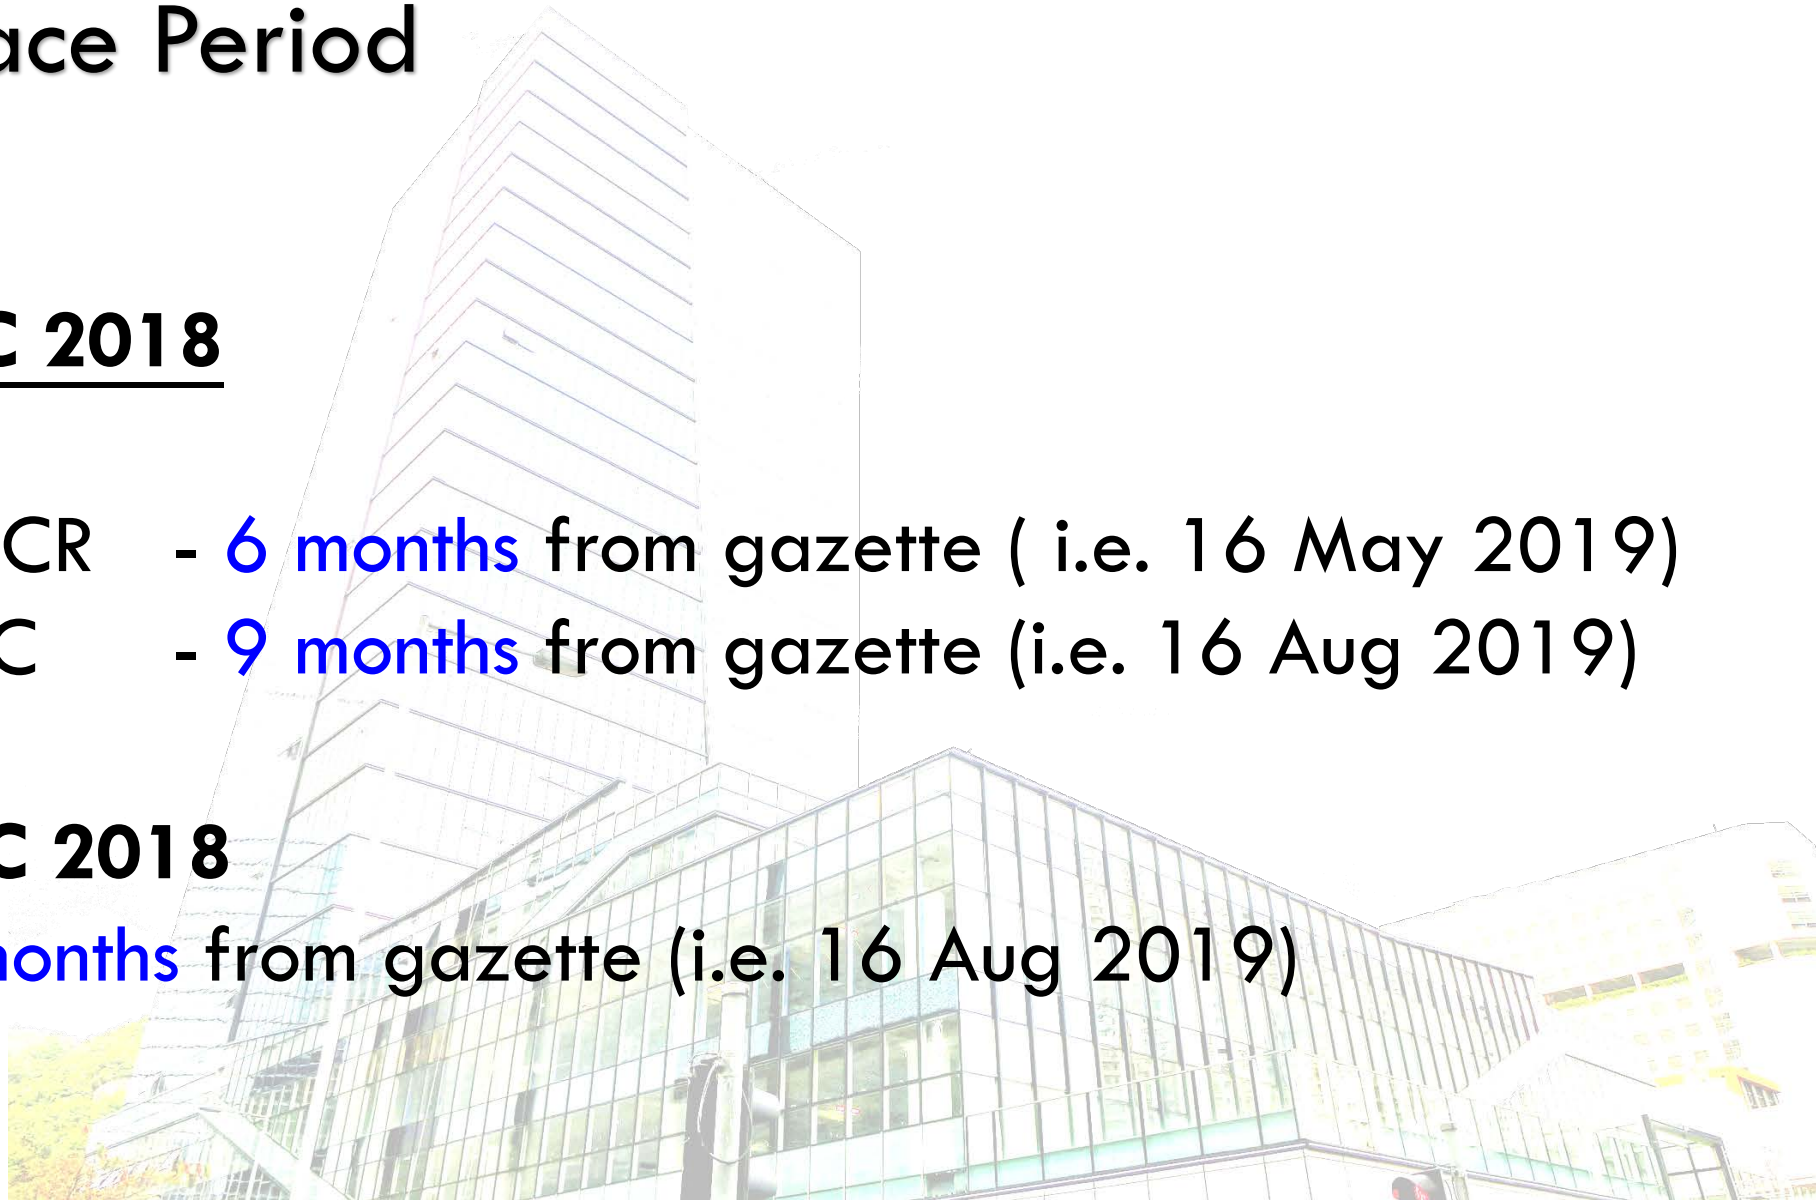 ace Period
C 2018
CR - 6 months from gazette ( i.e. 16 May 2019)
C - 9 months from gazette (i.e. 16 Aug 2019)
C 2018
months from gazette (i.e. 16 Aug 2019)